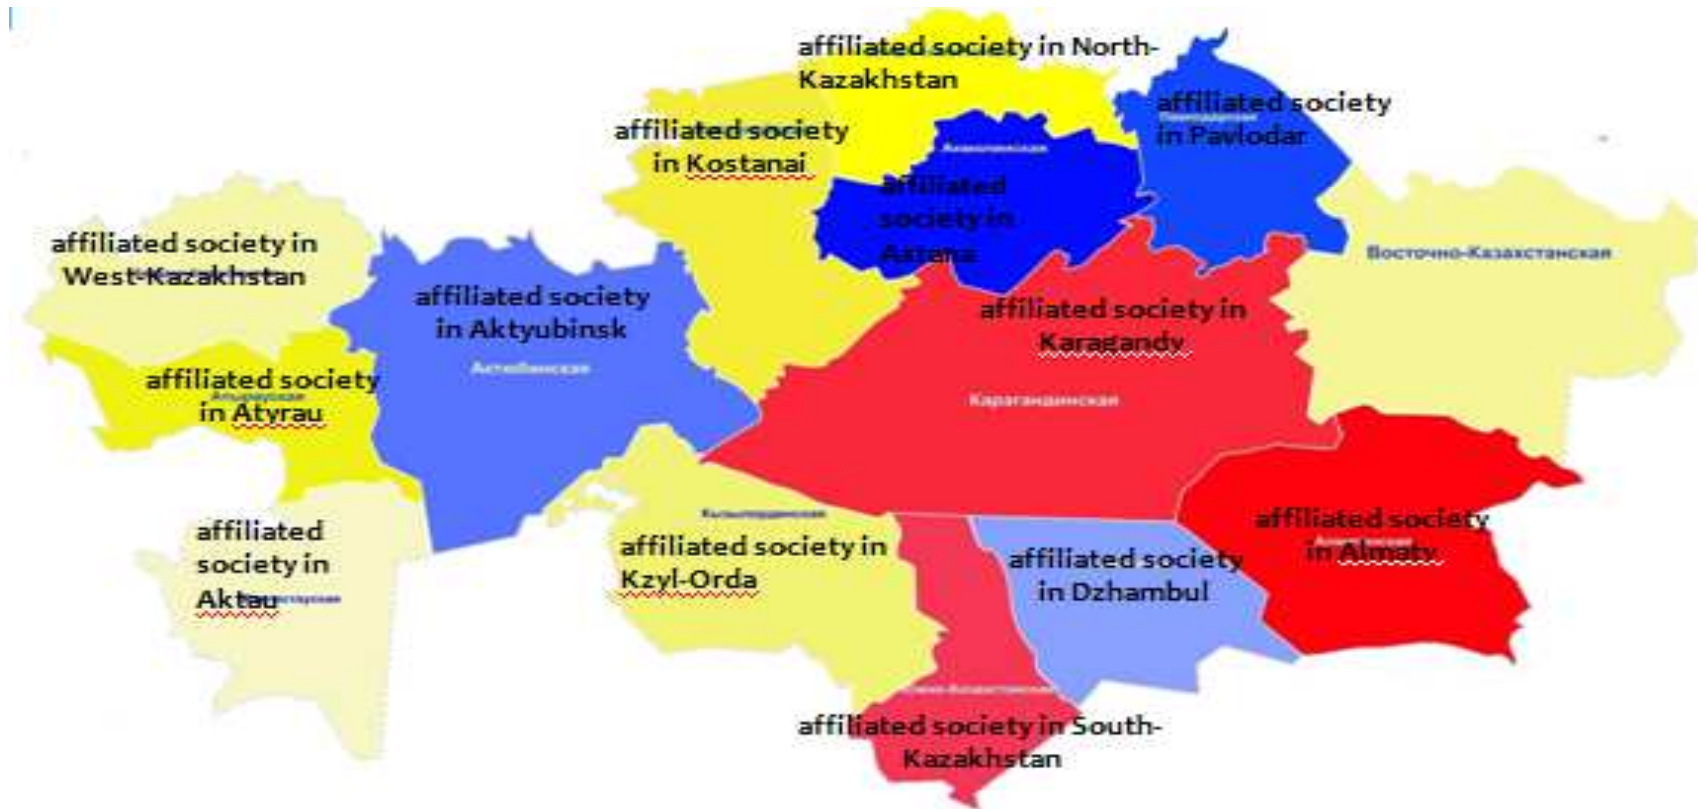 affiliated society in North-
Kazakhstan
affiliated society
in Pavlodar
affiliated society
in Kostanai
Акмолинская
affiliated
society in
Astana
affiliated society in
West-Kazakhstan
Восточно-Казахстанская
affiliated society
in Aktyubinsk
Актюбинская
affiliated society in
Karagandy
Карагандинская
affiliated society
in Atyrau
affiliated
society in
Aktau
Кызылординская
affiliated society in
Kzyl-Orda
affiliated society
in Dzhambul
affiliated society
in Almaty
affiliated society in South-
Kazakhstan